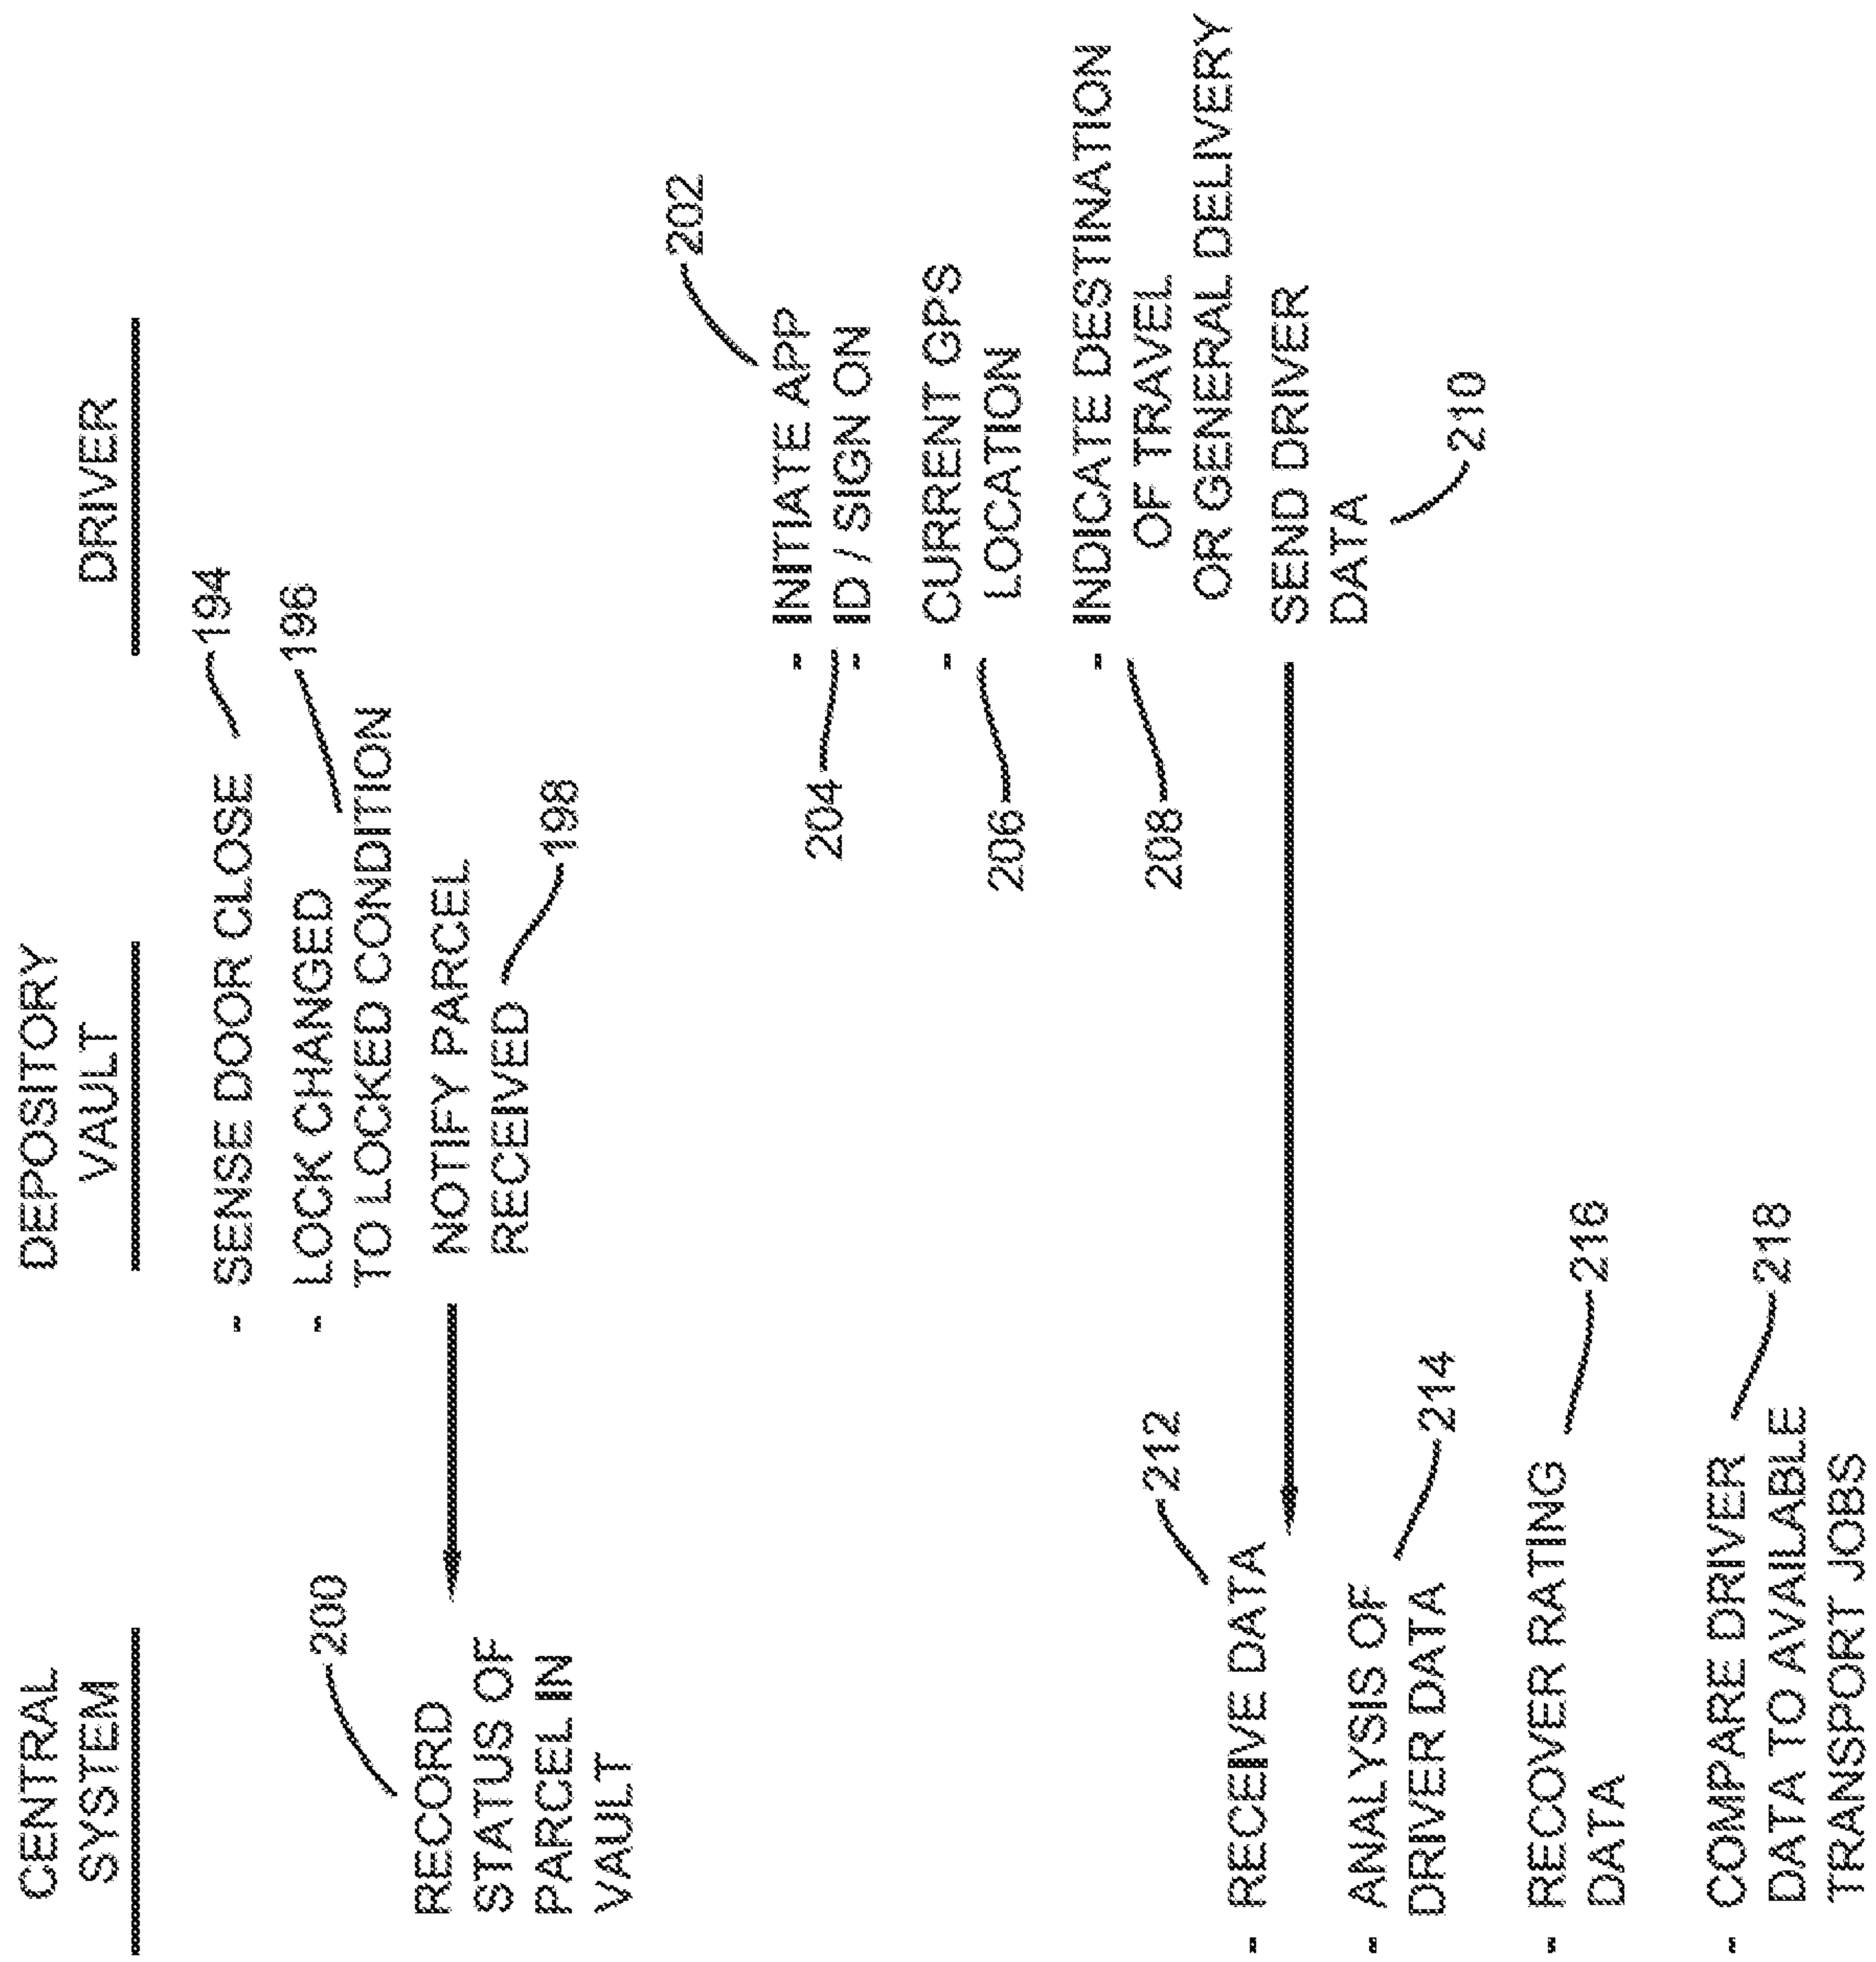 CENTRAL
SYSTEM
DEPOSITORY
VAULT
DRIVER
- SENSE DOOR CLOSE
194
- LOCK CHANGED
TO LOCKED CONDITION
196
NOTIFY PARCEL
RECEIVED
198
200
RECORD
STATUS OF
PARCEL IN
VAULT
202
- INITIATE APP
204
- ID / SIGN ON
- CURRENT GPS
LOCATION
206
- INDICATE DESTINATION
OF TRAVEL
OR GENERAL DELIVERY
208
SEND DRIVER
DATA
210
212
- RECEIVE DATA
- ANALYSIS OF
DRIVER DATA
214
- RECOVER RATING
DATA
216
- COMPARE DRIVER
DATA TO AVAILABLE
TRANSPORT JOBS
218